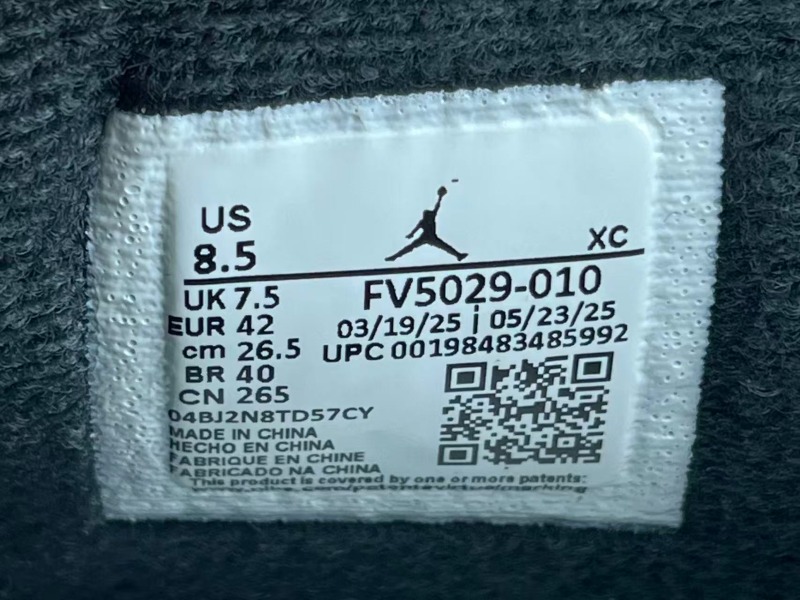 US
8.5
XC
UK 7.5
FV5029-010
EUR 42
03/19/25 | 05/23/25
cm 26.5
UPC 00198483485992
BR 40
CN 265
04BJ2N8TD57CY
MADE IN CHINA
HECHO EN CHINA
FABRIQUE EN CHINE
FABRICADO NA CHINA
This product is covered by one or more patents: